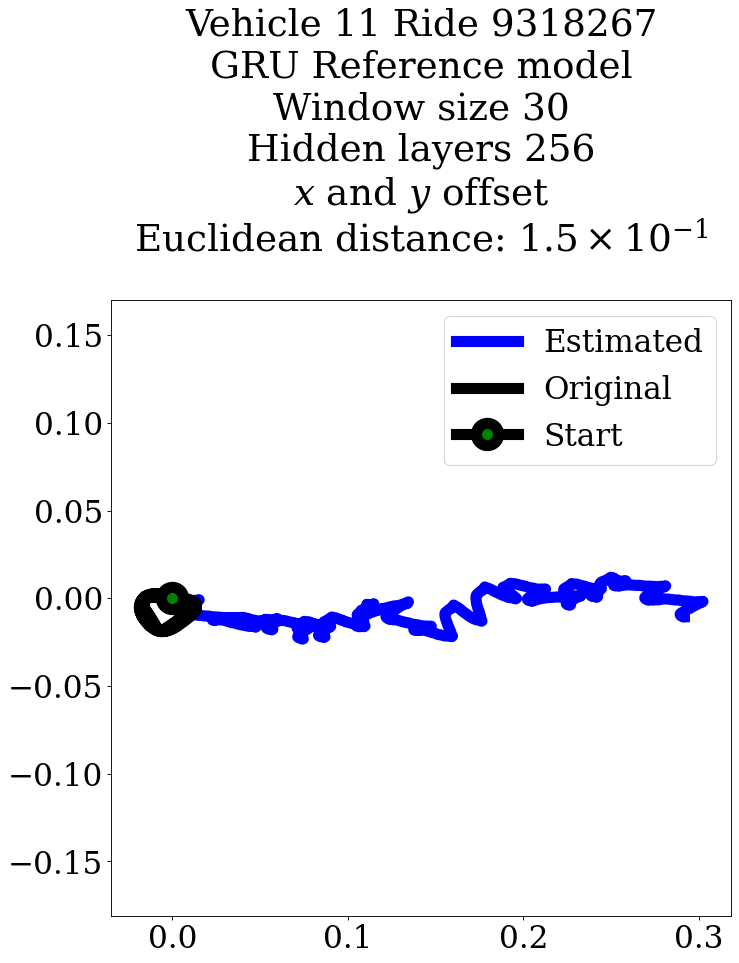 Vehicle 11 Ride 9318267
GRU Reference model
Window size 30
Hidden layers 256
x and y offset
Euclidean distance: 1.5 × 10⁻¹
Estimated
Original
Start
0.15
0.10
0.05
0.00
−0.05
−0.10
−0.15
0.0 0.1 0.2 0.3